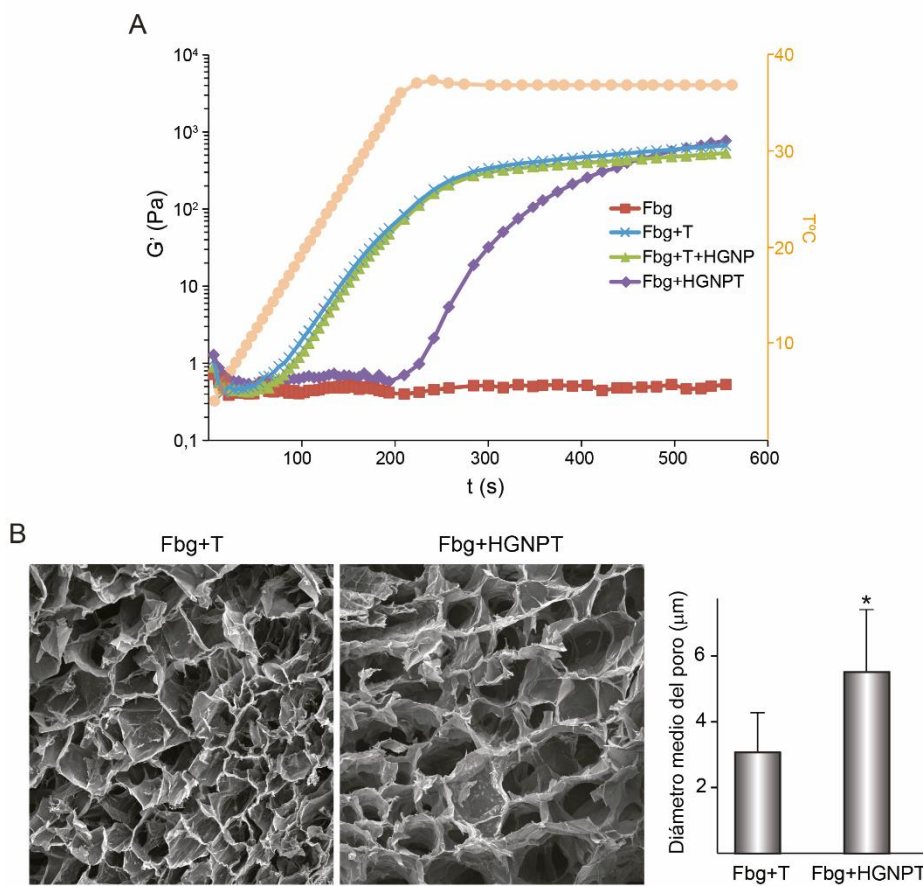 A
10⁴
10³
10²
10
1
0,1
G’ (Pa)
40
30
20
10
TºC
Fbg
Fbg+T
Fbg+T+HGNP
Fbg+HGNPT
100 200 300 400 500 600
t (s)
B
Fbg+T
Fbg+HGNPT
Diámetro medio del poro (μm)
*
6
4
2
Fbg+T Fbg+HGNPT